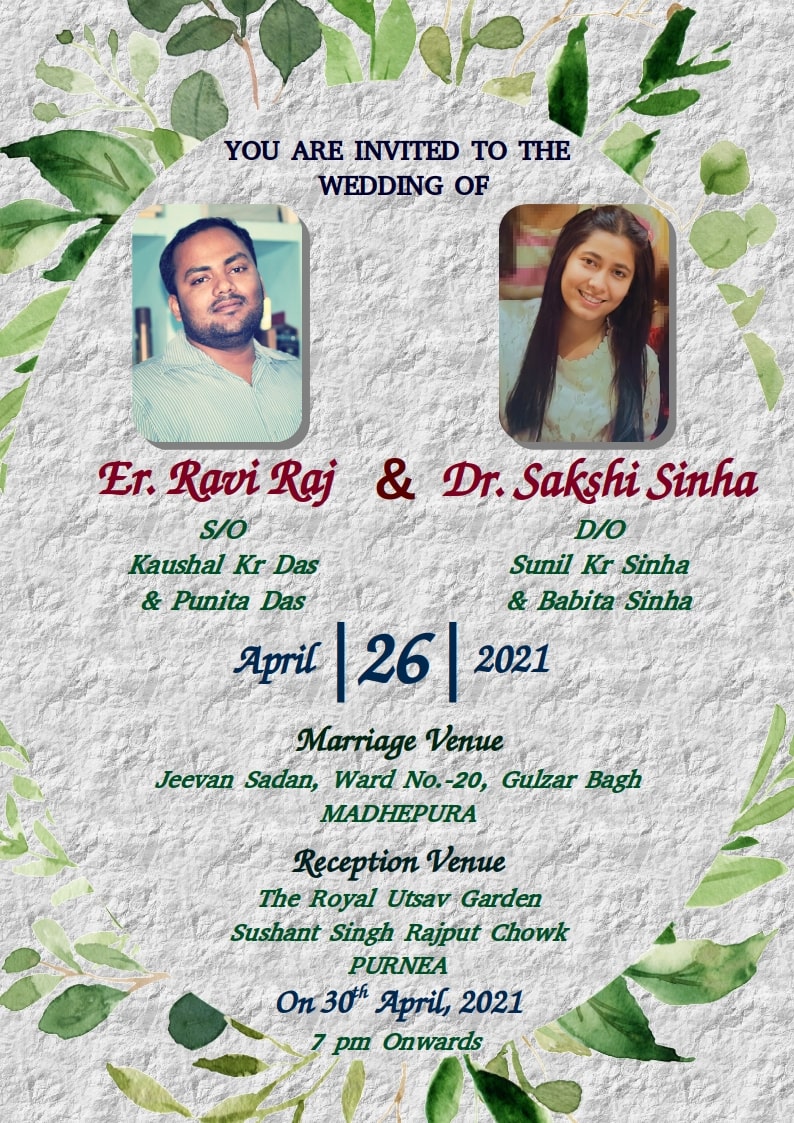 YOU ARE INVITED TO THE
WEDDING OF
Er. Ravi Raj & Dr. Sakshi Sinha
S/O
Kaushal Kr Das
& Punita Das
D/O
Sunil Kr Sinha
& Babita Sinha
April |26| 2021
Marriage Venue
Jeevan Sadan, Ward No.-20, Gulzar Bagh
MADHEPURA
Reception Venue
The Royal Utsav Garden
Sushant Singh Rajput Chowk
PURNEA
On 30th April, 2021
7 pm Onwards